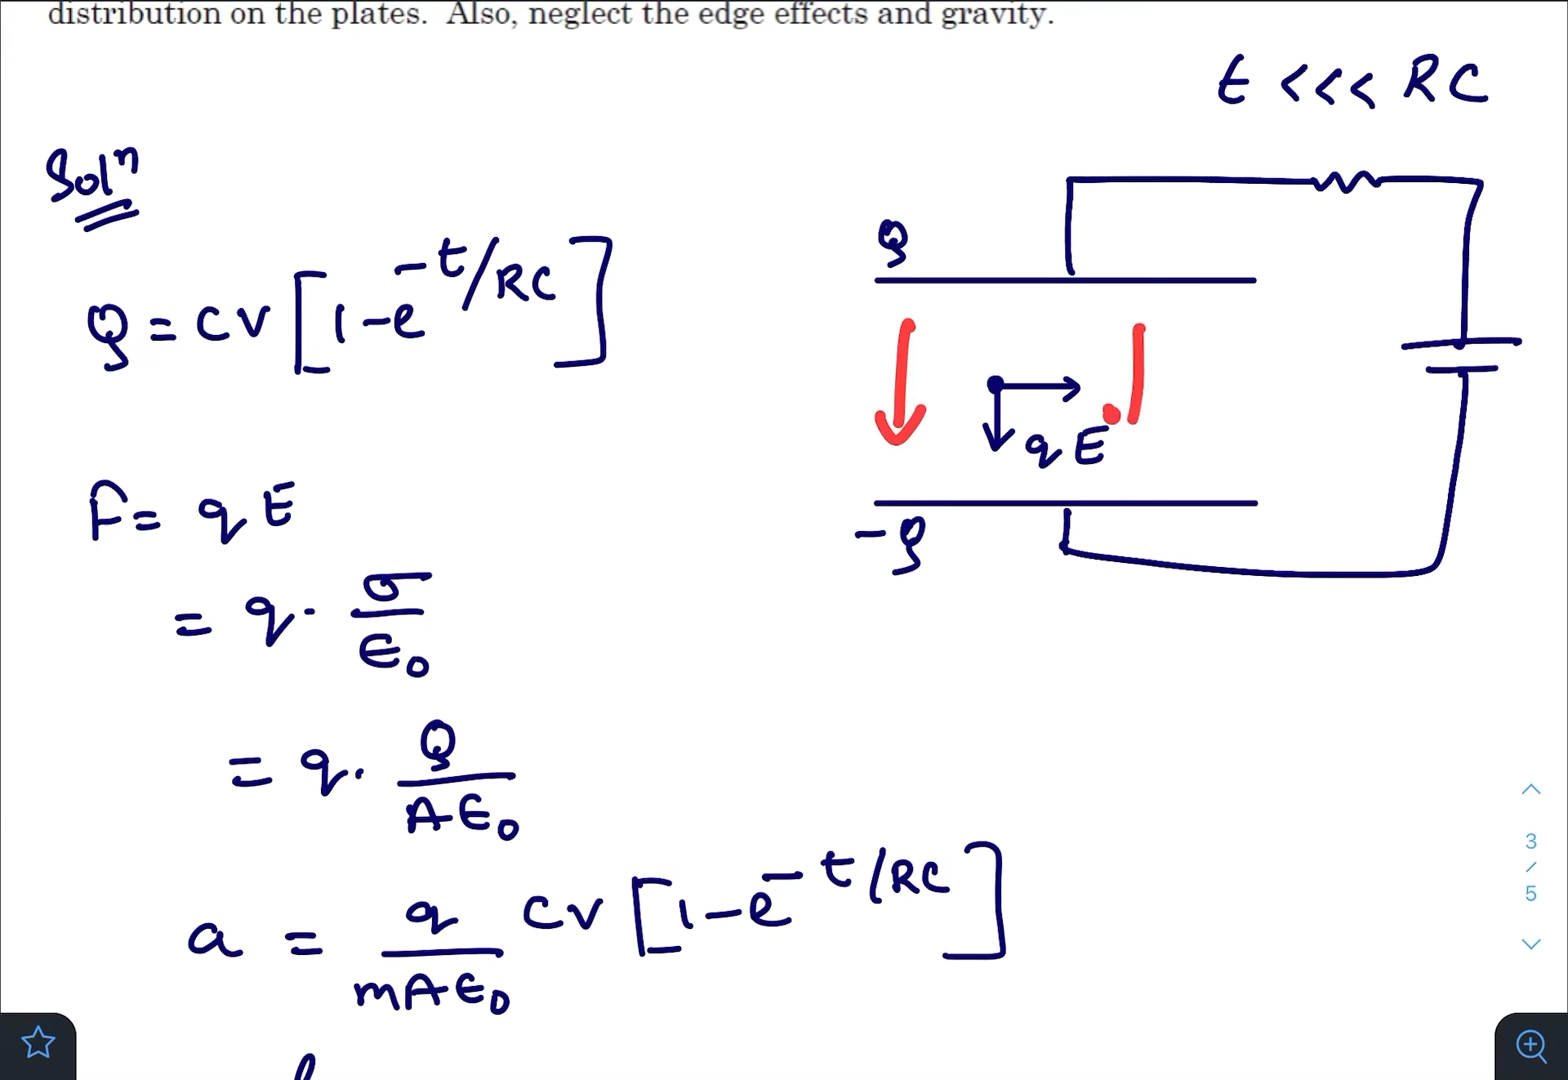 distribution on the plates. Also, neglect the edge effects and gravity.
t <<< RC
Solⁿ
Q = CV [1-e^{-t/RC}]
Q
qE
-Q
F = qE
= q · σ/ε₀
= q · Q/Aε₀
a = q/mAε₀ CV [1-e^{-t/RC}]
3
/
5